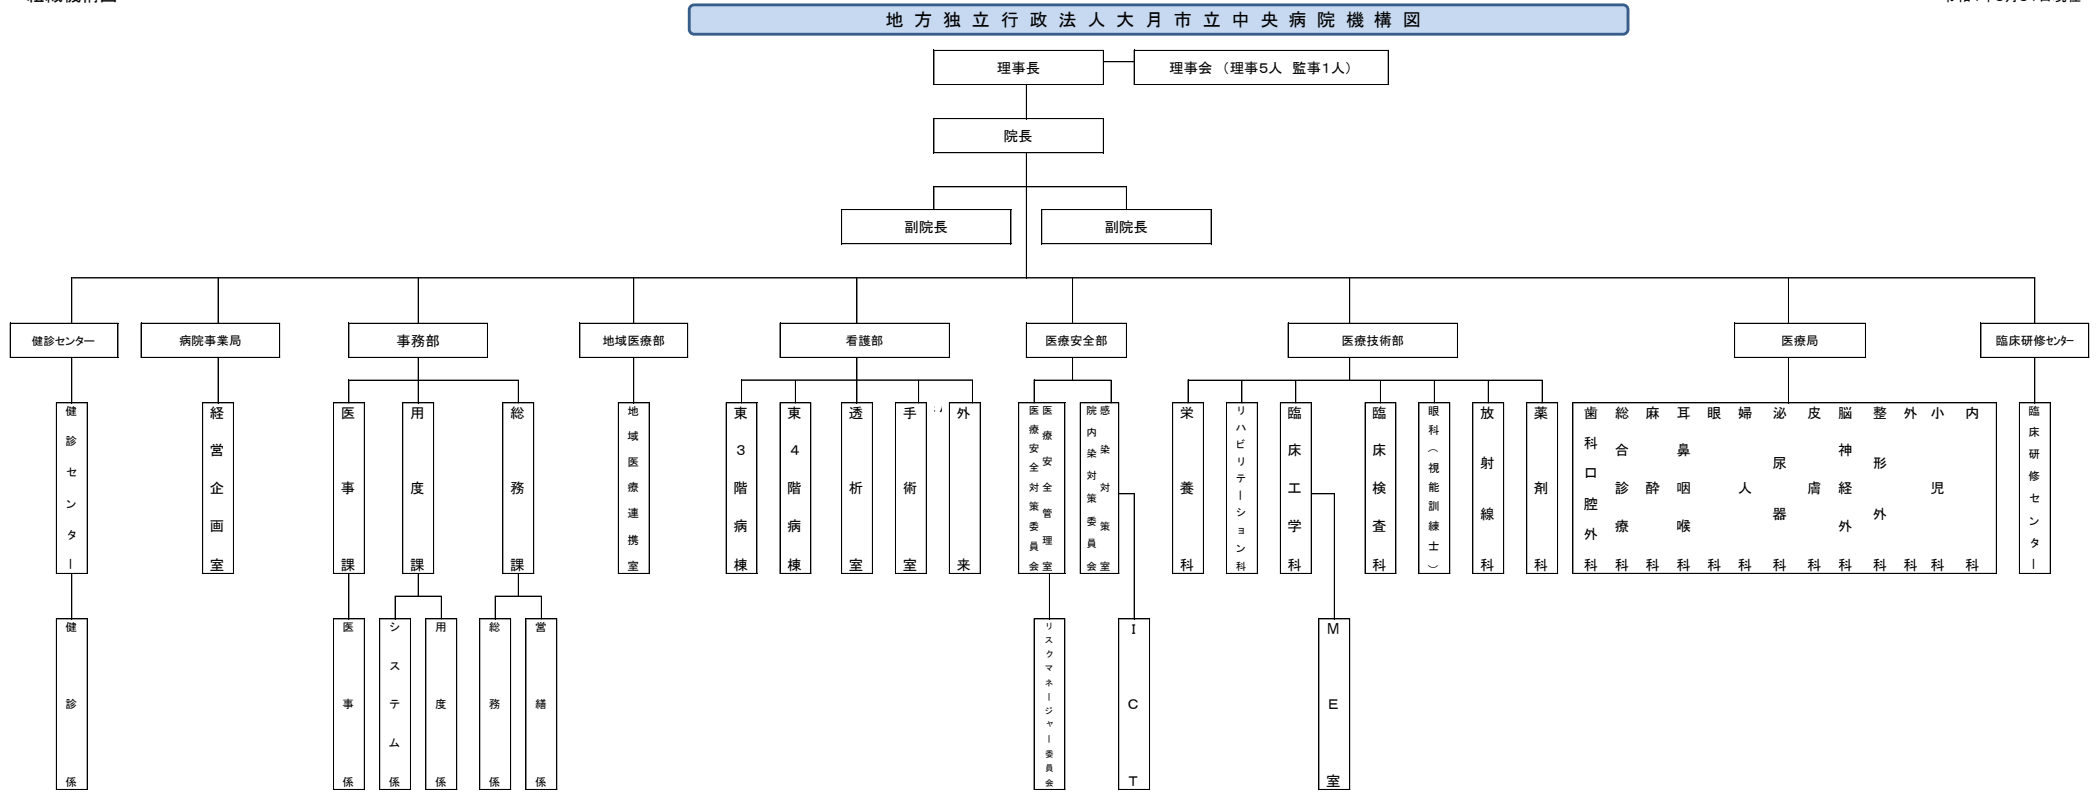 地方独立行政法人大月市立中央病院機構図
理事長
理事会 （理事5人 監事1人）
院長
副院長
副院長
健診センター
病院事業局
事務部
地域医療部
看護部
医療安全部
医療技術部
医療局
臨床研修センター
健診センター
経営企画室
医事課
用度課
総務課
地域医療連携室
東3階病棟
東4階病棟
透析室
手術室
外来
医療安全対策委員会
医療安全管理室
院内染対策委員会
感染対策室
栄養科
リハビリテーション科
臨床工学科
臨床検査科
眼科（視能訓練士）
放射線科
薬剤科
歯科口腔外科
総合診療科
麻酔科
耳鼻咽喉科
眼科
婦人科
泌尿器科
皮膚科
脳神経外科
整形外科
外科
小児科
内科
臨床研修センター
健診係
医事係
システム係
用度係
総務係
営繕係
リスクマネージャー委員会
ICT
ME室